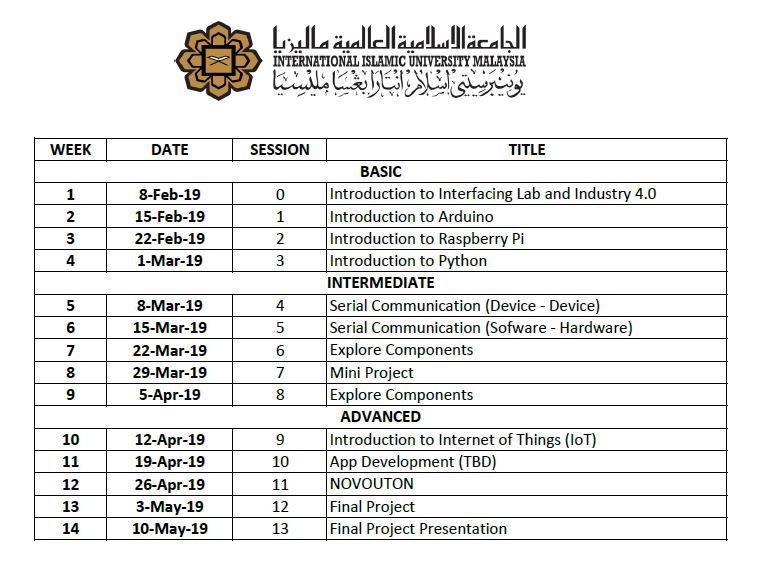 الجامعة الإسلامية العالمية ماليزيا
INTERNATIONAL ISLAMIC UNIVERSITY MALAYSIA
يونيبرسيتي اسلام انتارابغسا مليسيا
WEEK DATE SESSION TITLE
BASIC
1 8-Feb-19 0 Introduction to Interfacing Lab and Industry 4.0
2 15-Feb-19 1 Introduction to Arduino
3 22-Feb-19 2 Introduction to Raspberry Pi
4 1-Mar-19 3 Introduction to Python
INTERMEDIATE
5 8-Mar-19 4 Serial Communication (Device - Device)
6 15-Mar-19 5 Serial Communication (Sofware - Hardware)
7 22-Mar-19 6 Explore Components
8 29-Mar-19 7 Mini Project
9 5-Apr-19 8 Explore Components
ADVANCED
10 12-Apr-19 9 Introduction to Internet of Things (IoT)
11 19-Apr-19 10 App Development (TBD)
12 26-Apr-19 11 NOVOUTON
13 3-May-19 12 Final Project
14 10-May-19 13 Final Project Presentation